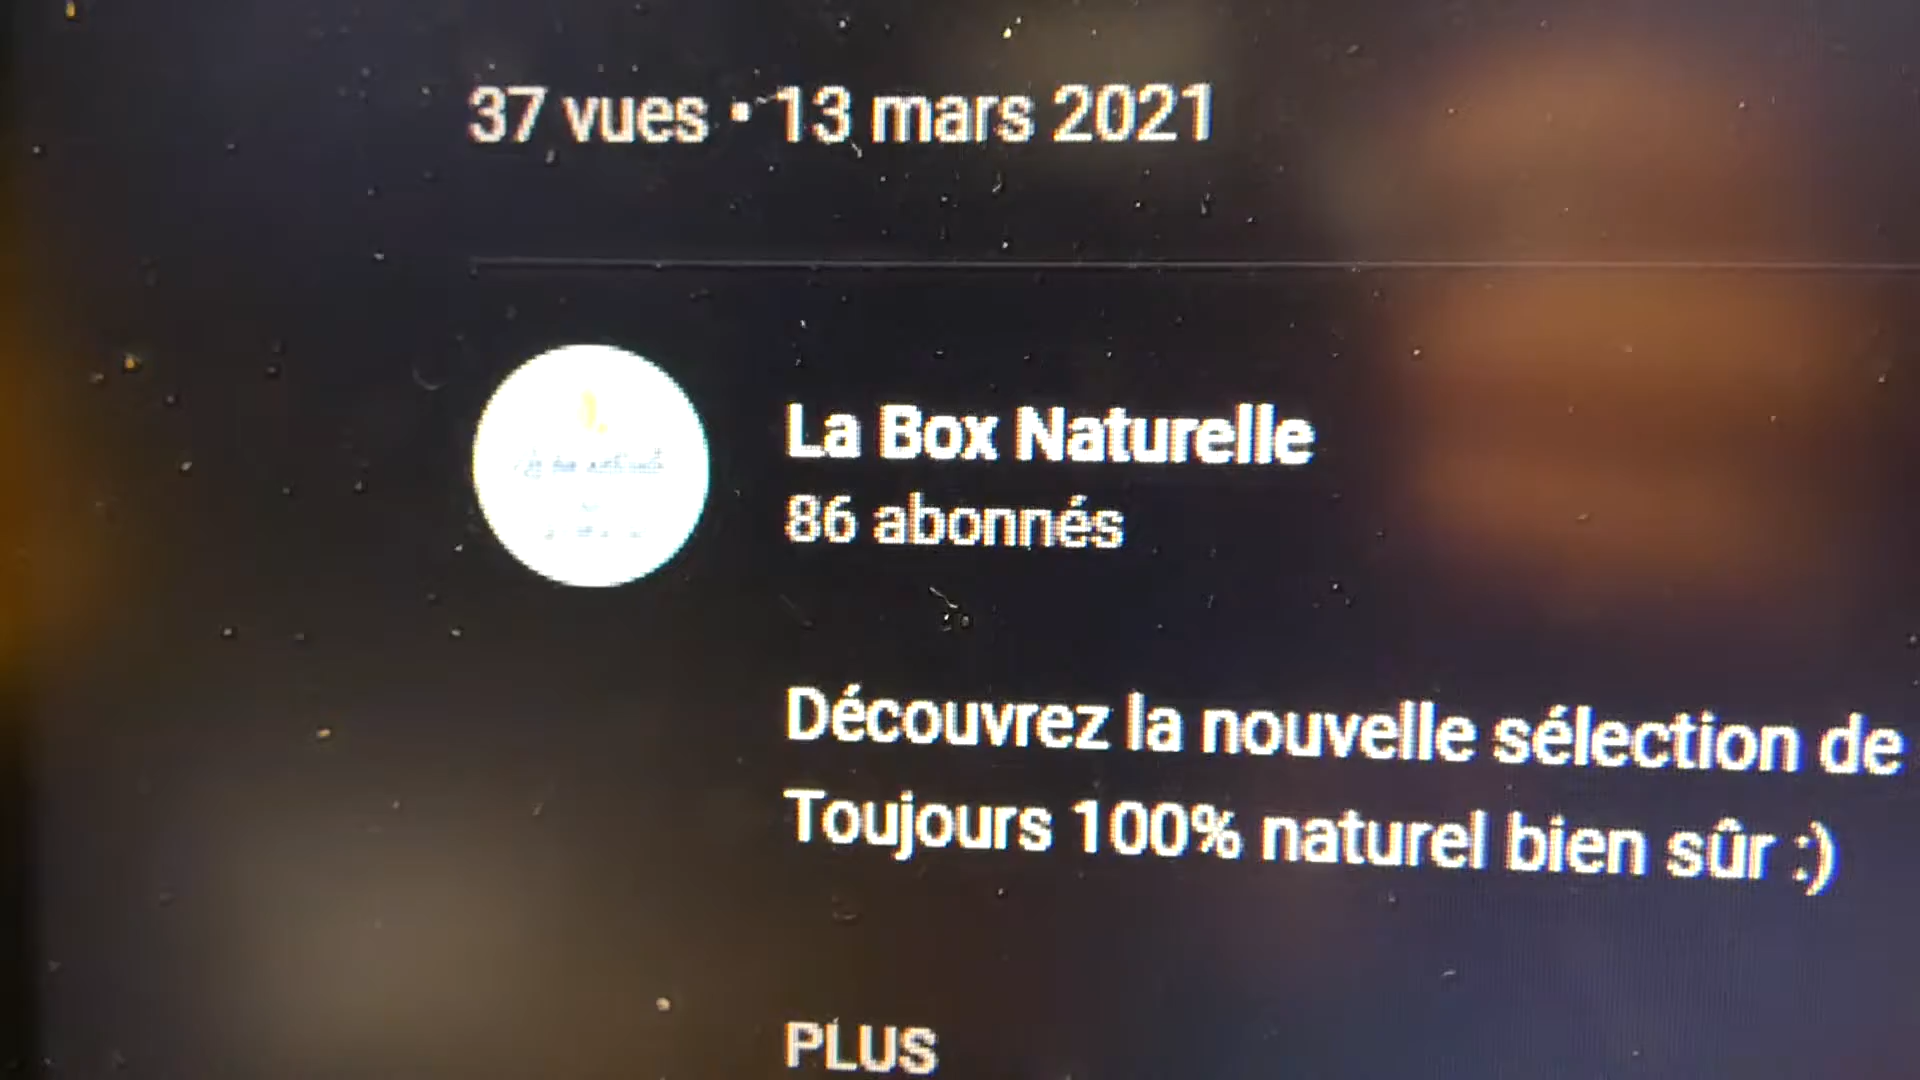 37 vues • 13 mars 2021
La Box Naturelle
86 abonnés
Découvrez la nouvelle sélection de
Toujours 100% naturel bien sûr :)
PLUS